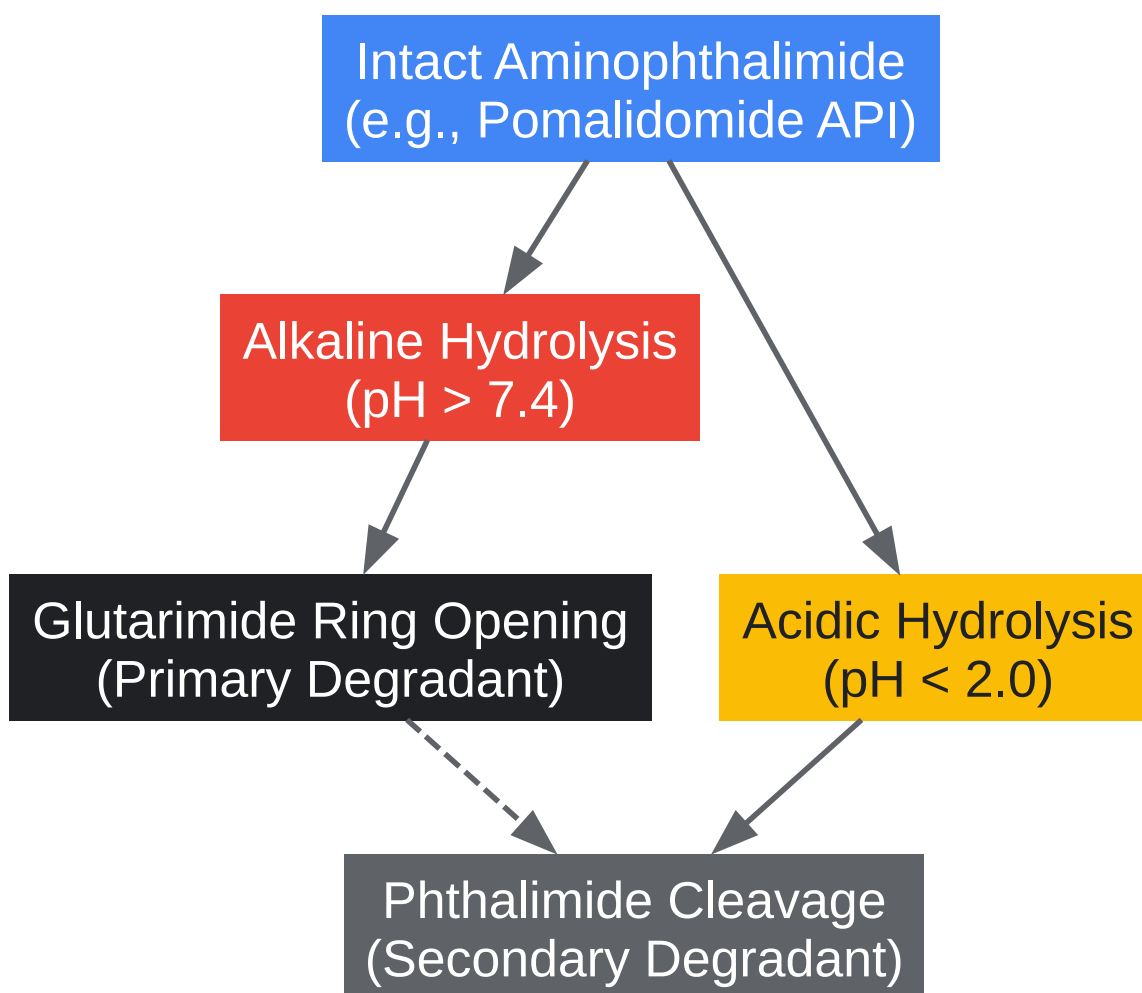 Intact Aminophthalimide
(e.g., Pomalidomide API)
Alkaline Hydrolysis
(pH > 7.4)
Glutarimide Ring Opening
(Primary Degradant)
Acidic Hydrolysis
(pH < 2.0)
Phthalimide Cleavage
(Secondary Degradant)